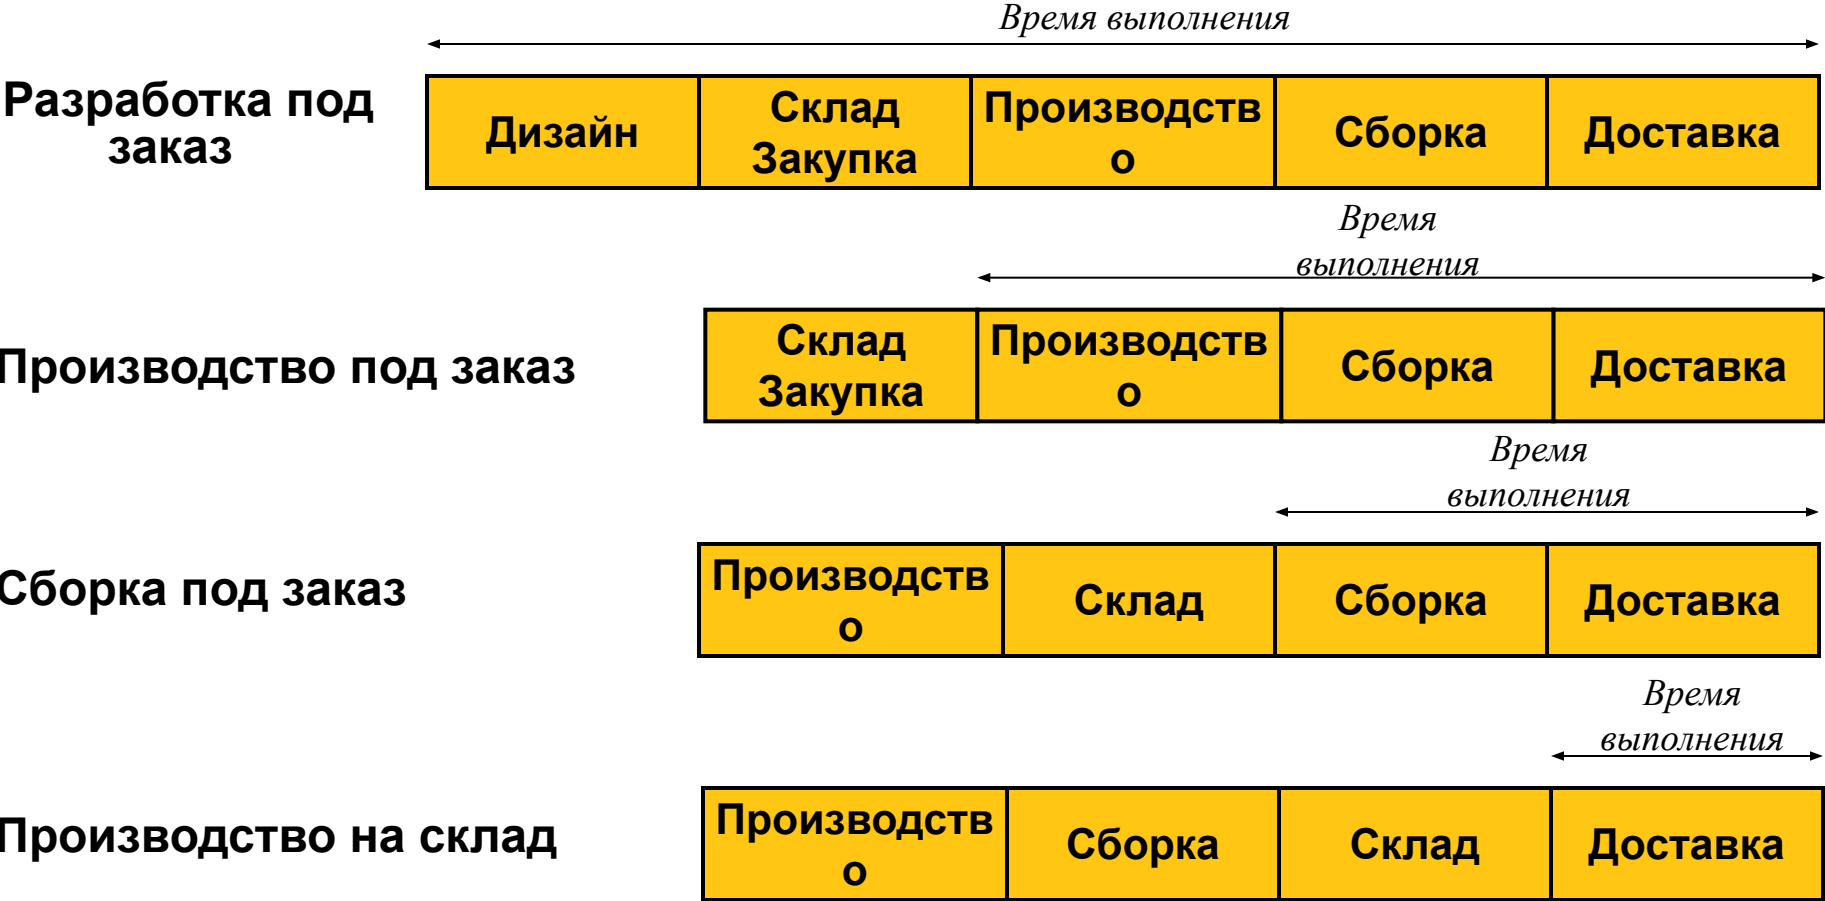 Время выполнения
Разработка под
заказ
Дизайн
Склад
Закупка
Производств
о
Сборка
Доставка
Время
выполнения
Производство под заказ
Склад
Закупка
Производств
о
Сборка
Доставка
Время
выполнения
Сборка под заказ
Производств
о
Склад
Сборка
Доставка
Время
выполнения
Производство на склад
Производств
о
Сборка
Склад
Доставка